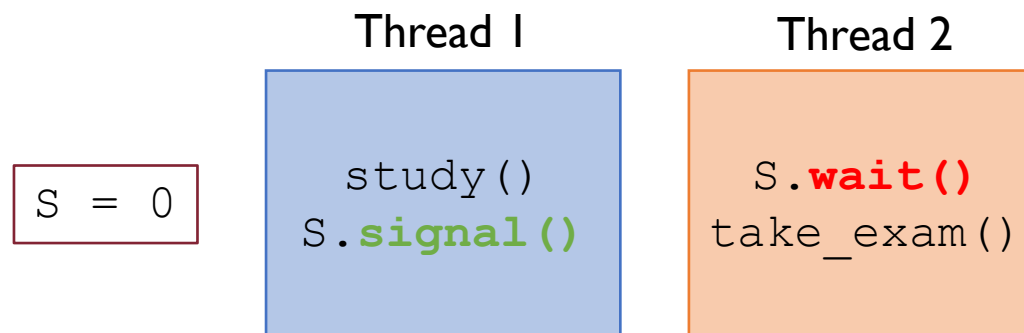 Thread 1
Thread 2
S = 0
study()
S.signal()
S.wait()
take_exam()